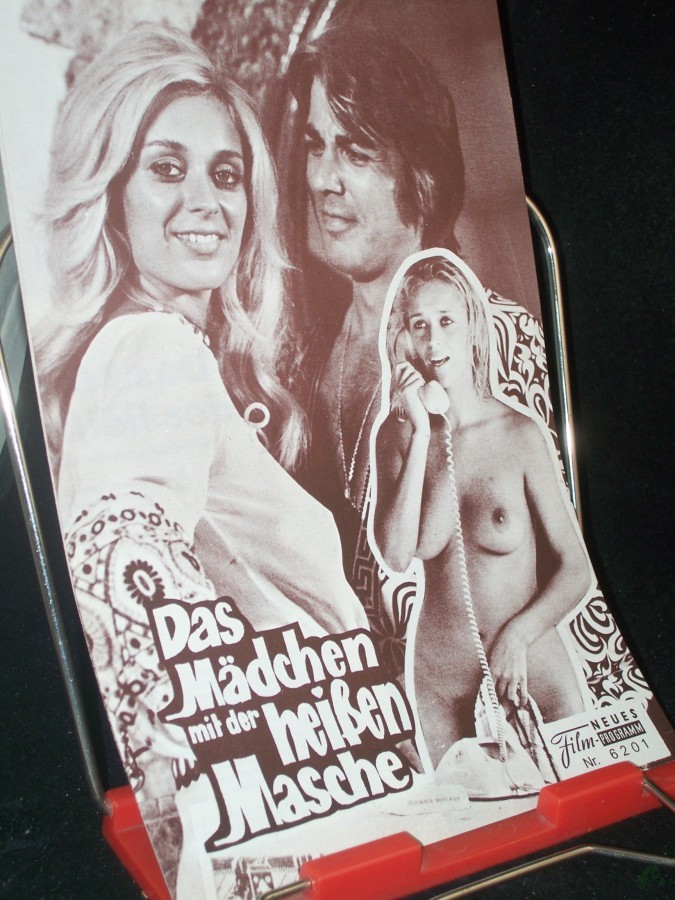 Das
Mädchen
mit der heißen
Masche
NEUES
Film-PROGRAMM
Nr. 6201